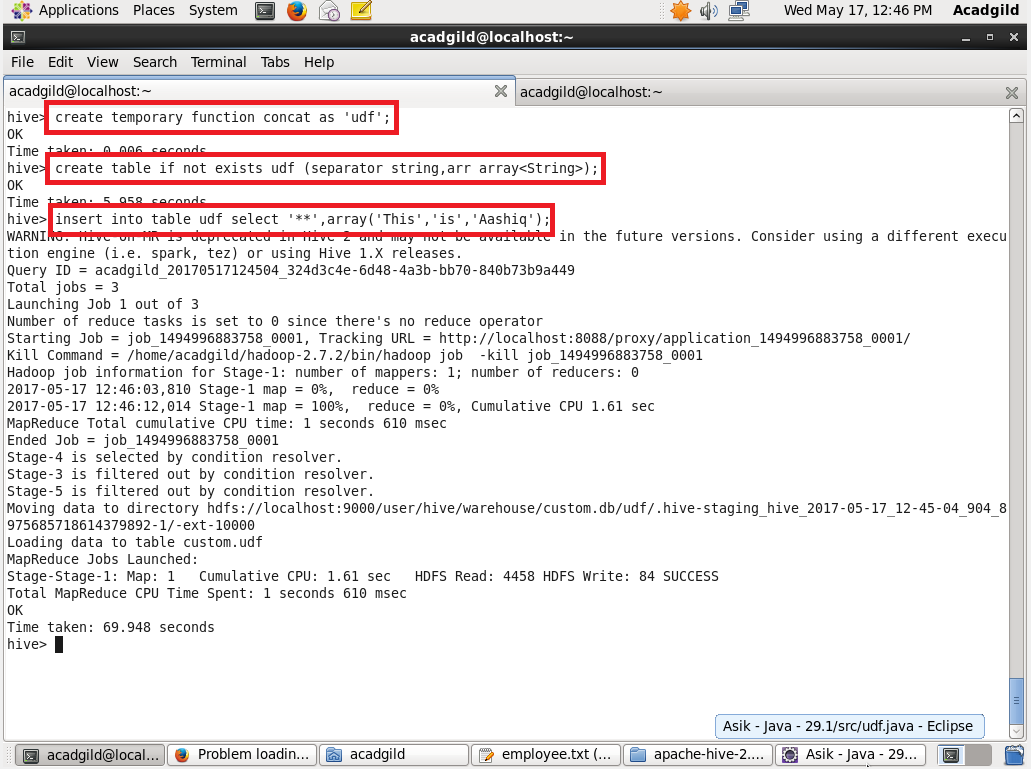 Applications Places System Wed May 17, 12:46 PM Acadgild
acadgild@localhost:~
File Edit View Search Terminal Tabs Help
acadgild@localhost:~ acadgild@localhost:~
hive> create temporary function concat as 'udf';
OK
Time taken: 0.006 seconds
hive> create table if not exists udf (separator string,arr array<String>);
OK
Time taken: 5.958 seconds
hive> insert into table udf select '**',array('This','is','Aashiq');
WARNING: Hive-on-MR is deprecated in Hive 2 and may not be available in the future versions. Consider using a different execu
tion engine (i.e. spark, tez) or using Hive 1.X releases.
Query ID = acadgild_20170517124504_324d3c4e-6d48-4a3b-bb70-840b73b9a449
Total jobs = 3
Launching Job 1 out of 3
Number of reduce tasks is set to 0 since there's no reduce operator
Starting Job = job_1494996883758_0001, Tracking URL = http://localhost:8088/proxy/application_1494996883758_0001/
Kill Command = /home/acadgild/hadoop-2.7.2/bin/hadoop job  -kill job_1494996883758_0001
Hadoop job information for Stage-1: number of mappers: 1; number of reducers: 0
2017-05-17 12:46:03,810 Stage-1 map = 0%,  reduce = 0%
2017-05-17 12:46:12,014 Stage-1 map = 100%,  reduce = 0%, Cumulative CPU 1.61 sec
MapReduce Total cumulative CPU time: 1 seconds 610 msec
Ended Job = job_1494996883758_0001
Stage-4 is selected by condition resolver.
Stage-3 is filtered out by condition resolver.
Stage-5 is filtered out by condition resolver.
Moving data to directory hdfs://localhost:9000/user/hive/warehouse/custom.db/udf/.hive-staging_hive_2017-05-17_12-45-04_904_8
975685718614379892-1/-ext-10000
Loading data to table custom.udf
MapReduce Jobs Launched:
Stage-Stage-1: Map: 1   Cumulative CPU: 1.61 sec   HDFS Read: 4458 HDFS Write: 84 SUCCESS
Total MapReduce CPU Time Spent: 1 seconds 610 msec
OK
Time taken: 69.948 seconds
hive>
Asik - Java - 29.1/src/udf.java - Eclipse
acadgild@local... Problem loadin... acadgild employee.txt (... apache-hive-2.... Asik - Java - 29...